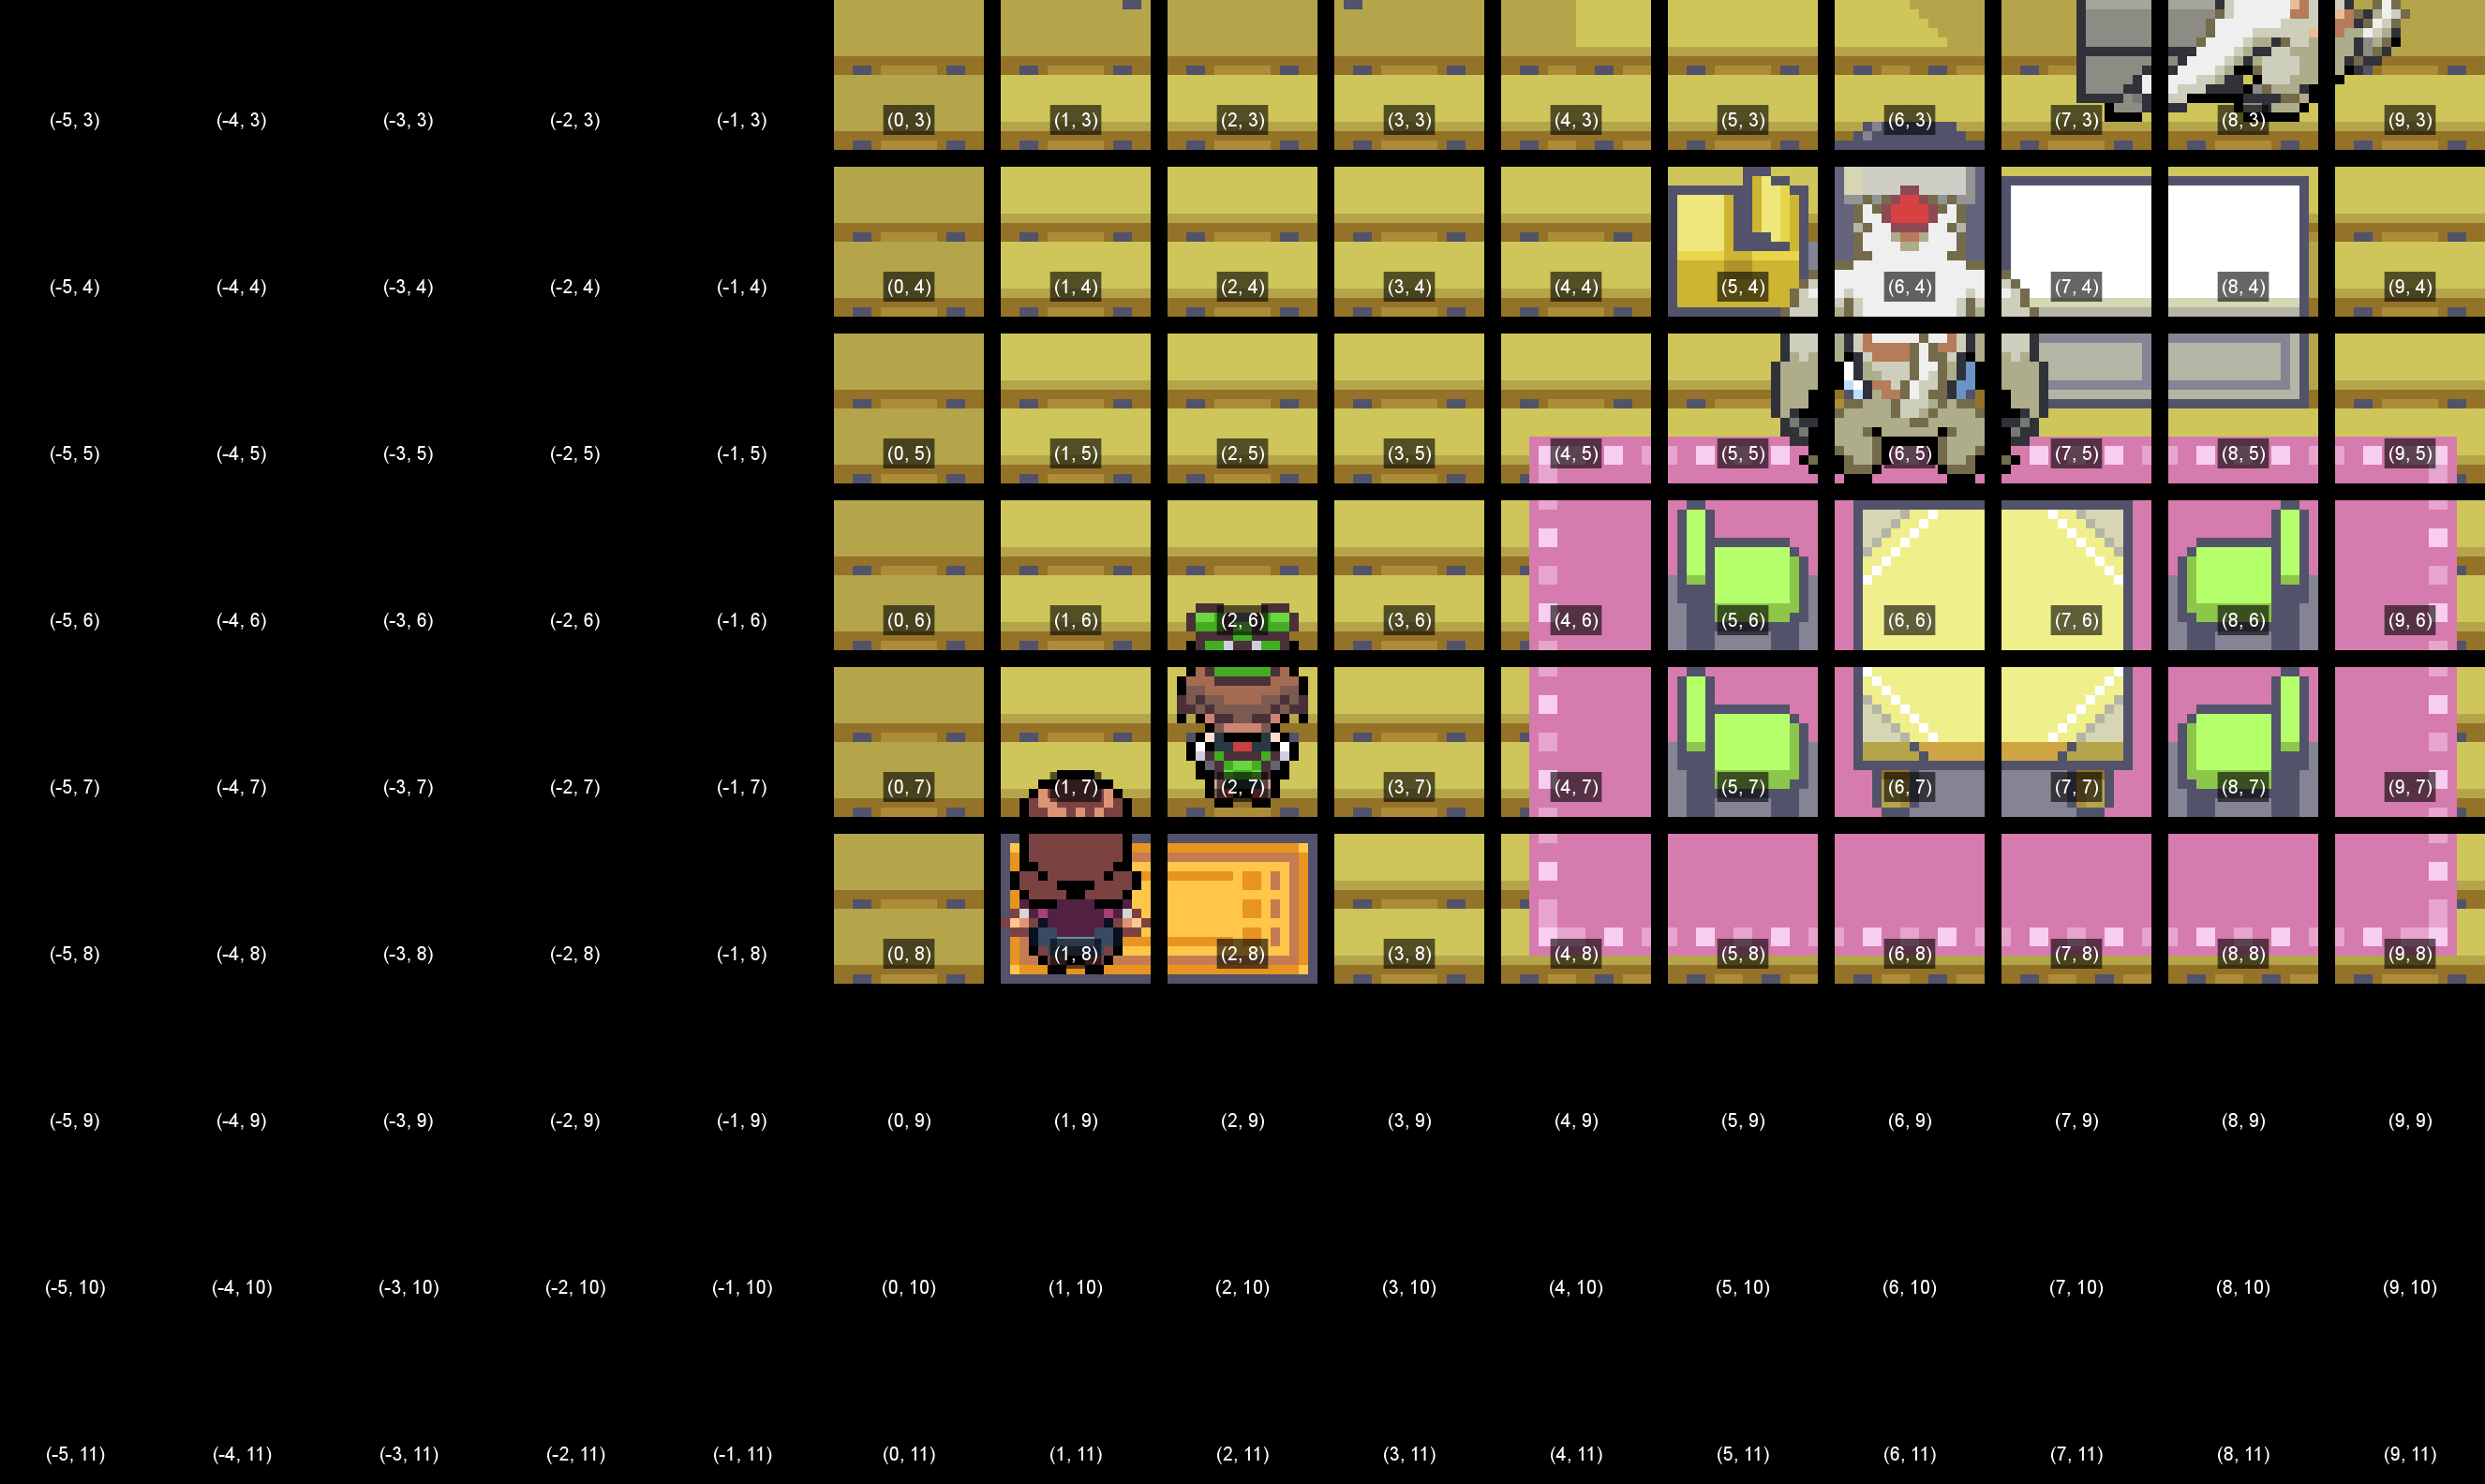 (-5, 3) (-4, 3) (-3, 3) (-2, 3) (-1, 3) (0, 3) (1, 3) (2, 3) (3, 3) (4, 3) (5, 3) (6, 3) (7, 3) (8, 3) (9, 3)
(-5, 4) (-4, 4) (-3, 4) (-2, 4) (-1, 4) (0, 4) (1, 4) (2, 4) (3, 4) (4, 4) (5, 4) (6, 4) (7, 4) (8, 4) (9, 4)
(-5, 5) (-4, 5) (-3, 5) (-2, 5) (-1, 5) (0, 5) (1, 5) (2, 5) (3, 5) (4, 5) (5, 5) (6, 5) (7, 5) (8, 5) (9, 5)
(-5, 6) (-4, 6) (-3, 6) (-2, 6) (-1, 6) (0, 6) (1, 6) (2, 6) (3, 6) (4, 6) (5, 6) (6, 6) (7, 6) (8, 6) (9, 6)
(-5, 7) (-4, 7) (-3, 7) (-2, 7) (-1, 7) (0, 7) (1, 7) (2, 7) (3, 7) (4, 7) (5, 7) (6, 7) (7, 7) (8, 7) (9, 7)
(-5, 8) (-4, 8) (-3, 8) (-2, 8) (-1, 8) (0, 8) (1, 8) (2, 8) (3, 8) (4, 8) (5, 8) (6, 8) (7, 8) (8, 8) (9, 8)
(-5, 9) (-4, 9) (-3, 9) (-2, 9) (-1, 9) (0, 9) (1, 9) (2, 9) (3, 9) (4, 9) (5, 9) (6, 9) (7, 9) (8, 9) (9, 9)
(-5, 10) (-4, 10) (-3, 10) (-2, 10) (-1, 10) (0, 10) (1, 10) (2, 10) (3, 10) (4, 10) (5, 10) (6, 10) (7, 10) (8, 10) (9, 10)
(-5, 11) (-4, 11) (-3, 11) (-2, 11) (-1, 11) (0, 11) (1, 11) (2, 11) (3, 11) (4, 11) (5, 11) (6, 11) (7, 11) (8, 11) (9, 11)